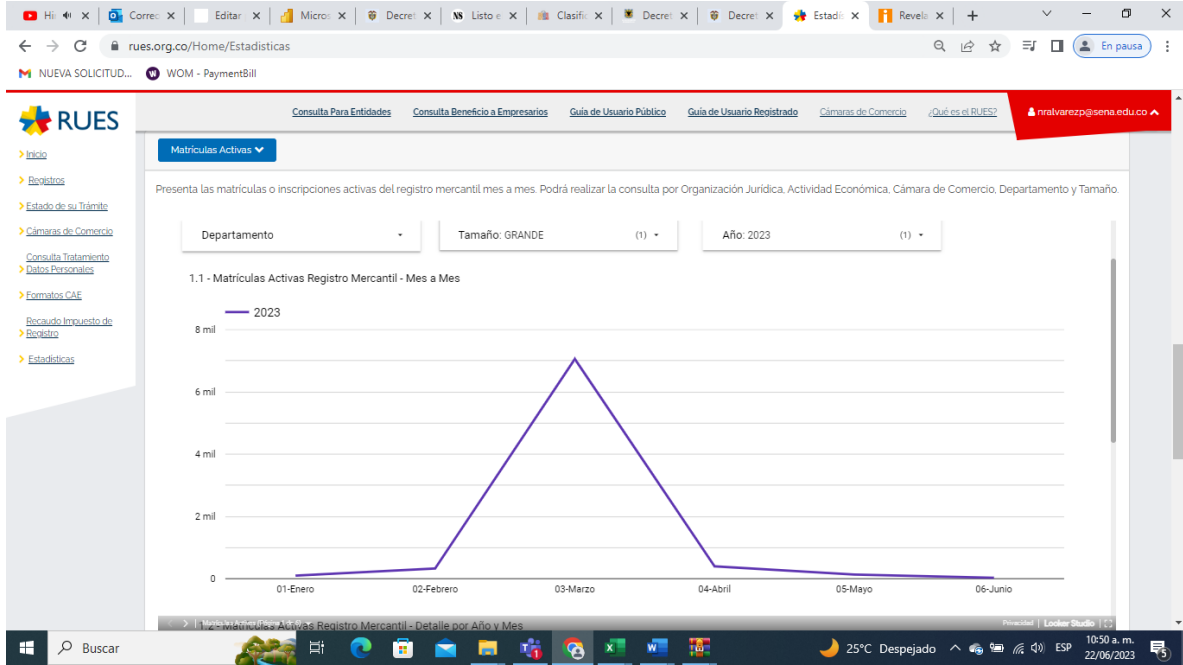 Hi
Correc
Editar
Micros
Decret
Listo e
Clasific
Decret
Decret
Estadís
Revela
rues.org.co/Home/Estadisticas
En pausa
NUEVA SOLICITUD...
WOM - PaymentBill
RUES
Consulta Para Entidades
Consulta Beneficio a Empresarios
Guía de Usuario Público
Guía de Usuario Registrado
Cámaras de Comercio
¿Qué es el RUES?
nralvarezp@sena.edu.co
Inicio
Registros
Estado de su Trámite
Cámaras de Comercio
Consulta Tratamiento
Datos Personales
Formatos CAE
Recaudo Impuesto de
Registro
Estadísticas
Matrículas Activas
Presenta las matrículas o inscripciones activas del registro mercantil mes a mes. Podrá realizar la consulta por Organización Jurídica, Actividad Económica, Cámara de Comercio, Departamento y Tamaño.
Departamento
Tamaño: GRANDE (1)
Año: 2023 (1)
1.1 - Matrículas Activas Registro Mercantil - Mes a Mes
2023
8 mil
6 mil
4 mil
2 mil
0
01-Enero
02-Febrero
03-Marzo
04-Abril
05-Mayo
06-Junio
1.2 - Matrículas Activas Registro Mercantil - Detalle por Año y Mes
Privacidad
Looker Studio
Buscar
25°C Despejado
ESP
10:50 a. m.
22/06/2023
5